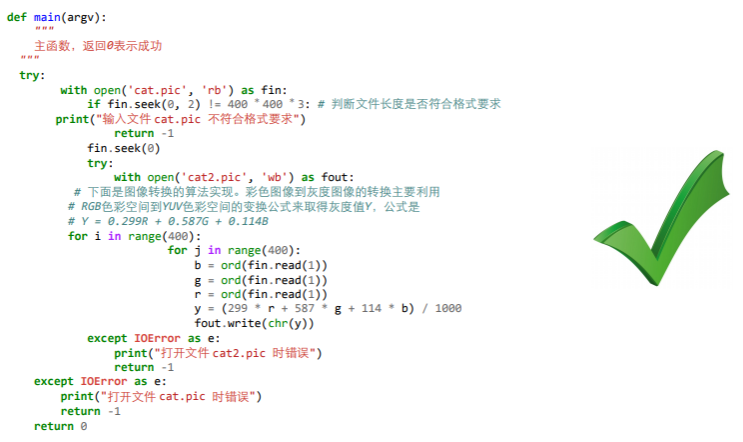 def main(argv):
"""
主函数，返回0表示成功
"""
try:
with open('cat.pic', 'rb') as fin:
if fin.seek(0, 2) != 400 *400 *3: # 判断文件长度是否符合格式要求
print("输入文件 cat.pic 不符合格式要求")
return -1
fin.seek(0)
try:
with open('cat2.pic', 'wb') as fout:
# 下面是图像转换的算法实现。彩色图像到灰度图像的转换主要利用
# RGB色彩空间到YUV色彩空间的变换公式来取得灰度值Y，公式是
# Y = 0.299R + 0.587G + 0.114B
for i in range(400):
for j in range(400):
b = ord(fin.read(1))
g = ord(fin.read(1))
r = ord(fin.read(1))
y = (299 * r + 587 * g + 114 * b) / 1000
fout.write(chr(y))
except IOError as e:
print("打开文件 cat2.pic 时错误")
return -1
except IOError as e:
print("打开文件 cat.pic 时错误")
return -1
return 0